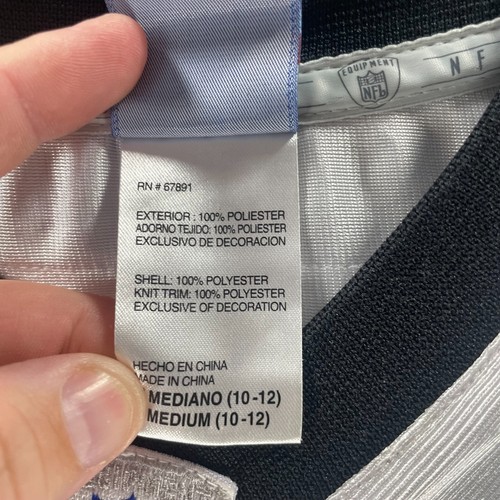 EQUIPMENT
NFL
N F
RN # 67891
EXTERIOR : 100% POLIESTER
ADORNO TEJIDO: 100% POLIESTER
EXCLUSIVO DE DECORACION
SHELL: 100% POLYESTER
KNIT TRIM: 100% POLYESTER
EXCLUSIVE OF DECORATION
HECHO EN CHINA
MADE IN CHINA
MEDIANO (10-12)
MEDIUM (10-12)